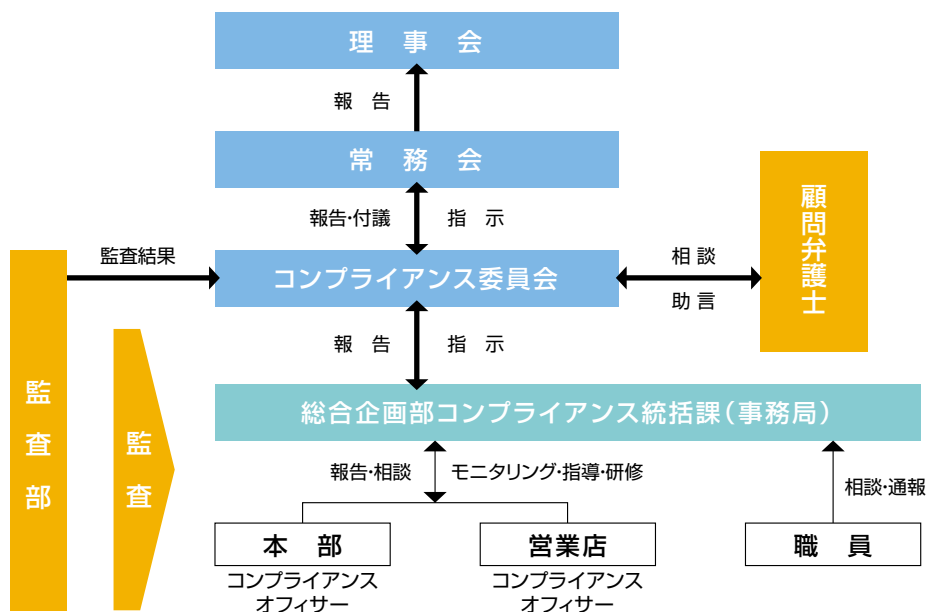 理事会
報告
常務会
報告・付議
指示
顧問弁護士
監査結果
コンプライアンス委員会
相談
助言
報告
指示
監査部
監査
総合企画部コンプライアンス統括課(事務局)
報告・相談
モニタリング・指導・研修
相談・通報
本部
営業店
職員
コンプライアンス
オフィサー
コンプライアンス
オフィサー